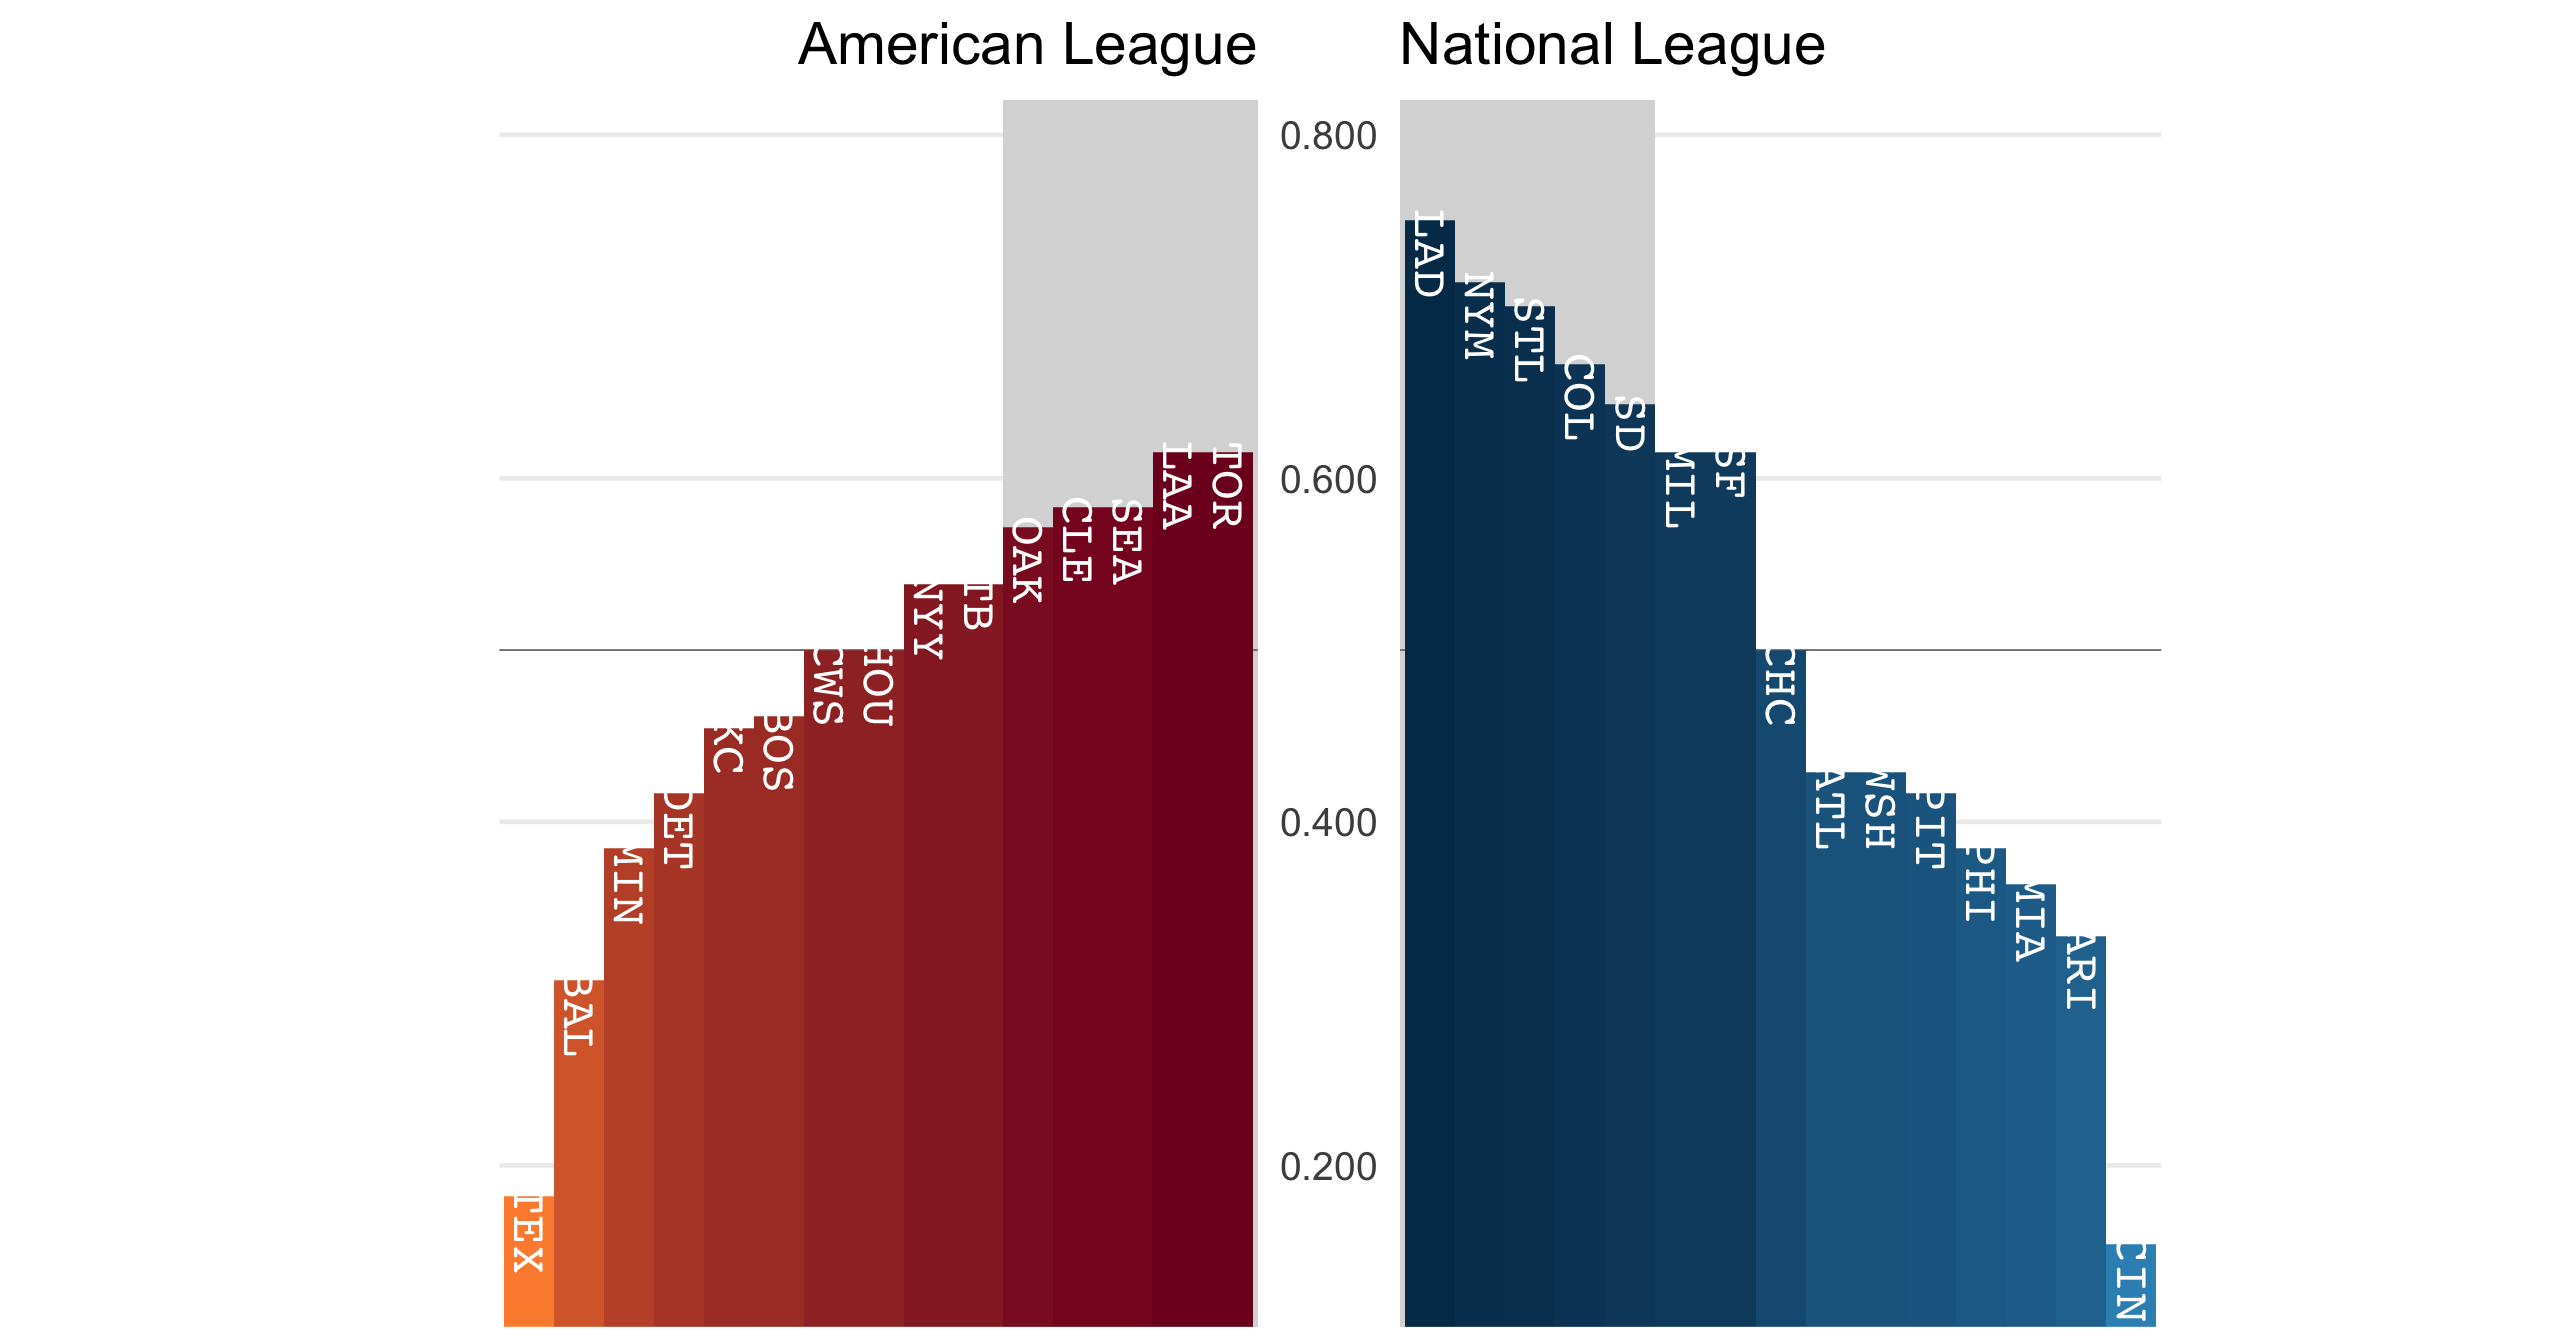 American League
National League
0.800
0.600
0.400
0.200
TEX
BAL
MIN
DET
KC
BOS
CWS
HOU
NYY
TB
OAK
CLE
SEA
LAA
TOR
LAD
NYM
STL
COL
SD
MIL
SF
CHC
ATL
WSH
PIT
PHI
MIA
ARI
CIN